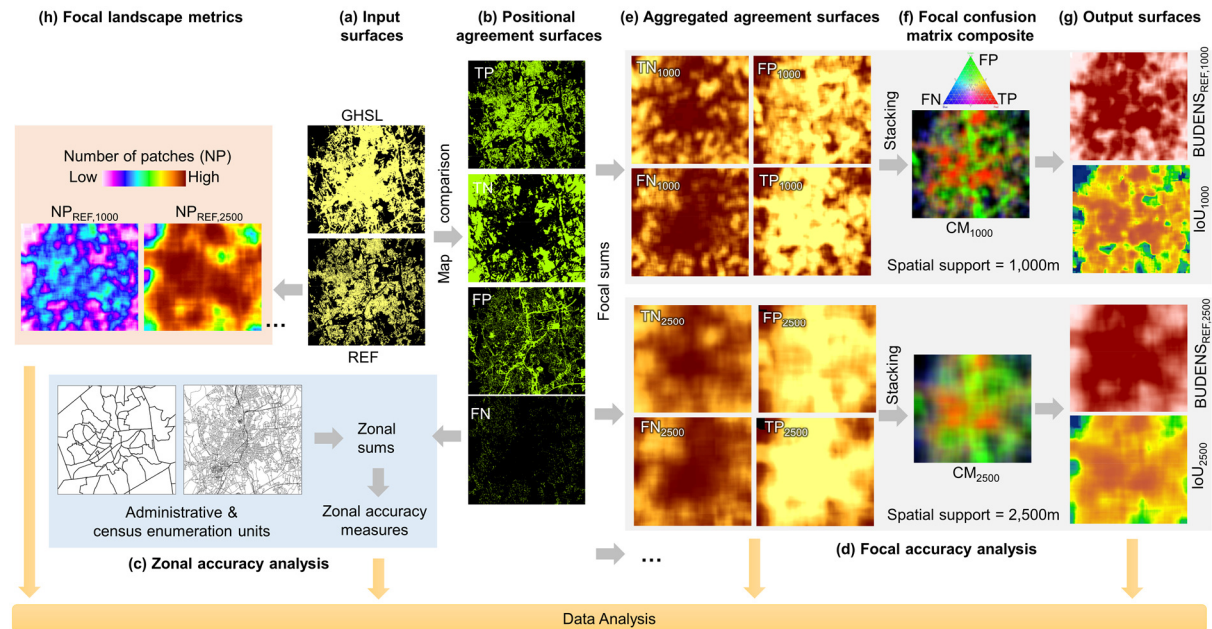 (h) Focal landscape metrics
(a) Input
surfaces
(b) Positional
agreement surfaces
(e) Aggregated agreement surfaces
(f) Focal confusion
matrix composite
(g) Output surfaces
Number of patches (NP)
Low
High
NP_REF,1000
NP_REF,2500
...
GHSL
REF
Map comparison
TP
TN
FP
FN
Focal sums
TN_1000
FP_1000
FN_1000
TP_1000
Stacking
FP
FN
TP
CM_1000
Spatial support = 1,000m
BUDENS_REF,1000
IoU_1000
TN_2500
FP_2500
FN_2500
TP_2500
Stacking
CM_2500
Spatial support = 2,500m
BUDENS_REF,2500
IoU_2500
Administrative &
census enumeration units
Zonal
sums
Zonal accuracy
measures
(c) Zonal accuracy analysis
...
(d) Focal accuracy analysis
Data Analysis